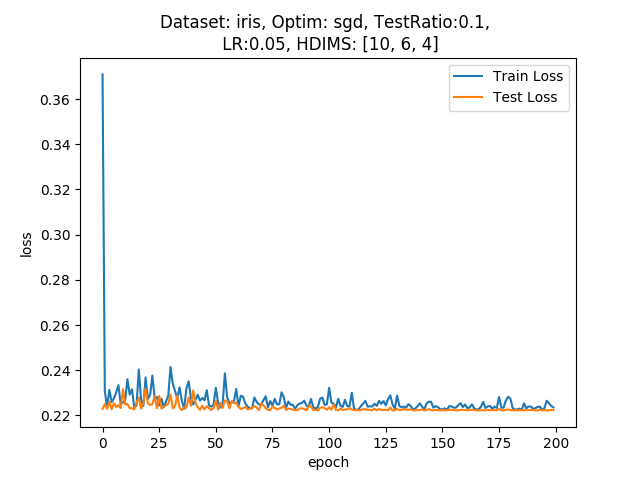 Dataset: iris, Optim: sgd, TestRatio:0.1,
LR:0.05, HDIMS: [10, 6, 4]
Train Loss
Test Loss
0.36
0.34
0.32
0.30
0.28
0.26
0.24
0.22
loss
0 25 50 75 100 125 150 175 200
epoch